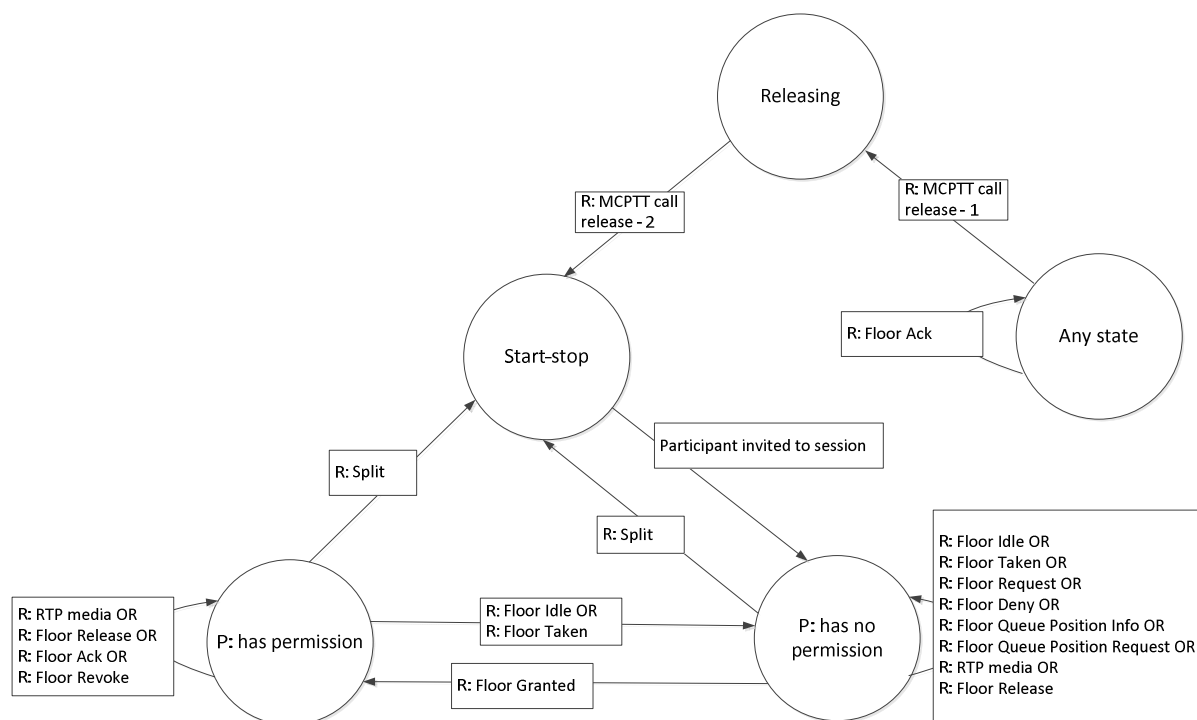 Releasing
R: MCPTT call
release - 1
R: MCPTT call
release - 2
R: Floor Ack
Any state
Start-stop
Participant invited to session
R: Split
R: Split
R: Floor Idle OR
R: Floor Taken OR
R: Floor Request OR
R: Floor Deny OR
R: Floor Queue Position Info OR
R: Floor Queue Position Request OR
R: RTP media OR
R: Floor Release
R: RTP media OR
R: Floor Release OR
R: Floor Ack OR
R: Floor Revoke
P: has permission
R: Floor Idle OR
R: Floor Taken
P: has no
permission
R: Floor Granted